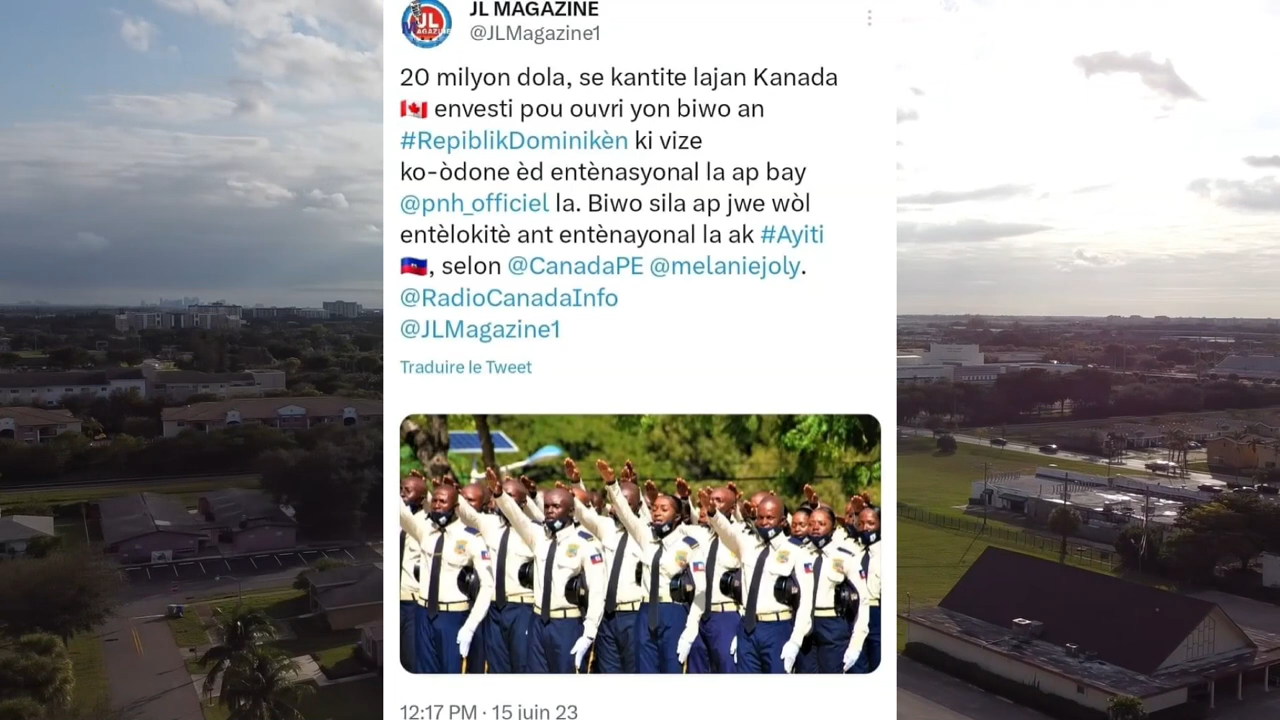 JL MAGAZINE
@JLMagazine1
20 milyon dola, se kantite lajan Kanada
envesti pou ouvri yon biwo an
#RepiblikDominikèn ki vize
ko-òdone èd entènasyonal la ap bay
@pnh_officiel la. Biwo sila ap jwe wòl
entèlokitè ant entènayonal la ak #Ayiti
, selon @CanadaPE @melaniejoly.
@RadioCanadaInfo
@JLMagazine1
Traduire le Tweet
12:17 PM · 15 juin 23